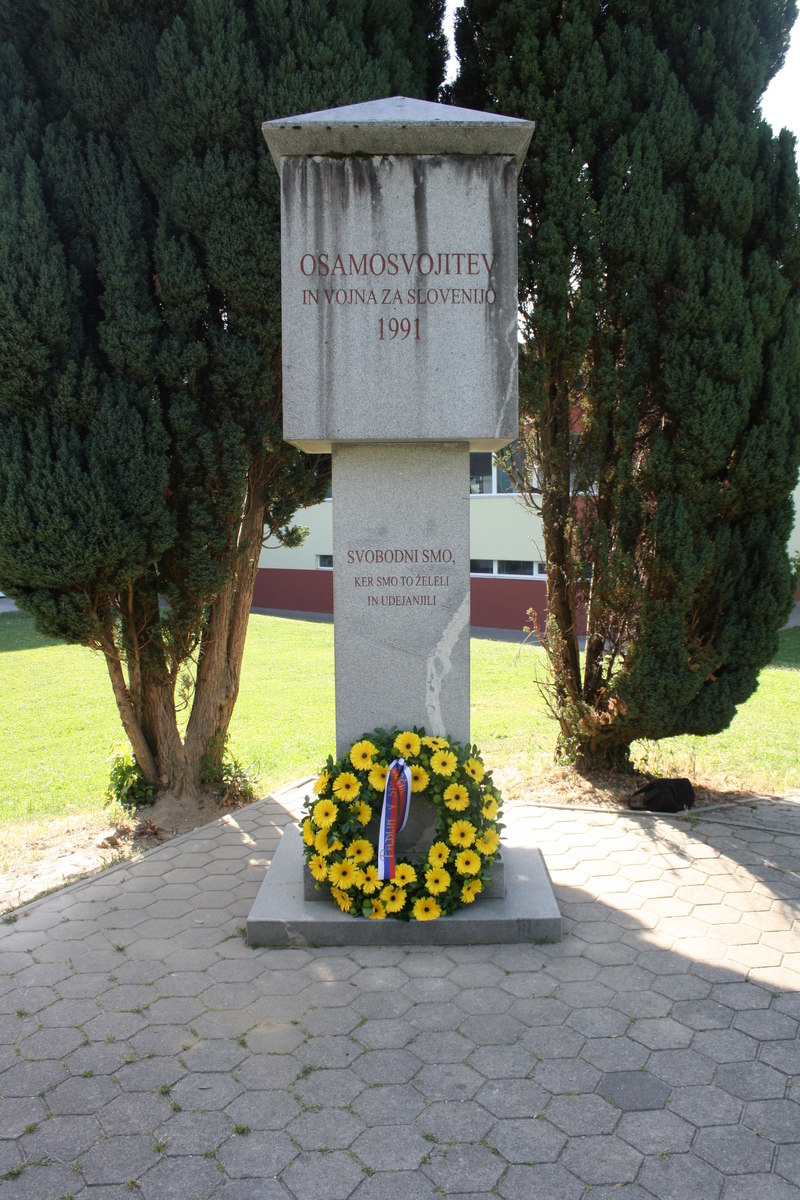 OSAMOSVOJITEV
IN VOJNA ZA SLOVENIJO
1991
SVOBODNI SMO,
KER SMO TO ŽELELI
IN UDEJANJILI